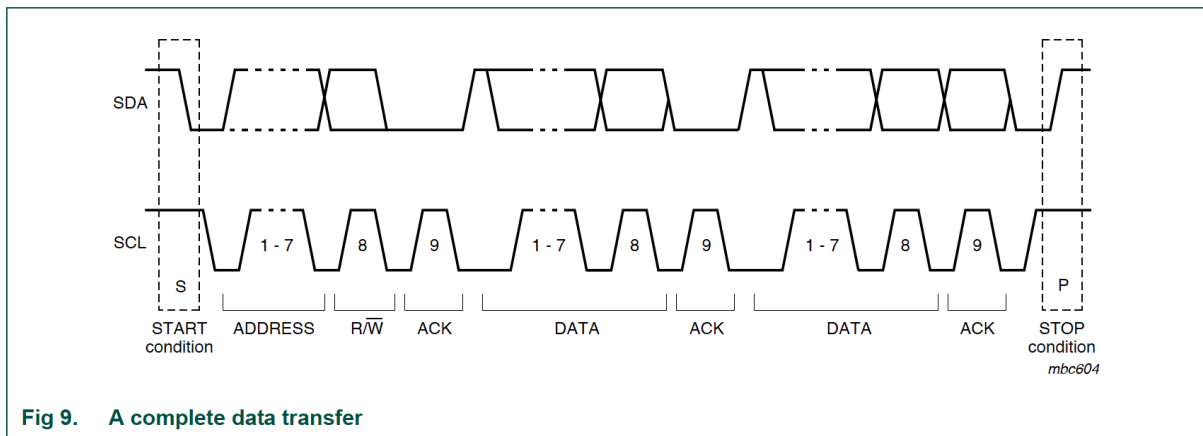 SDA
SCL
1 - 7
8
9
1 - 7
8
9
1 - 7
8
9
S
P
START
condition
ADDRESS
R/W̅
ACK
DATA
ACK
DATA
ACK
STOP
condition
mbc604
Fig 9. A complete data transfer